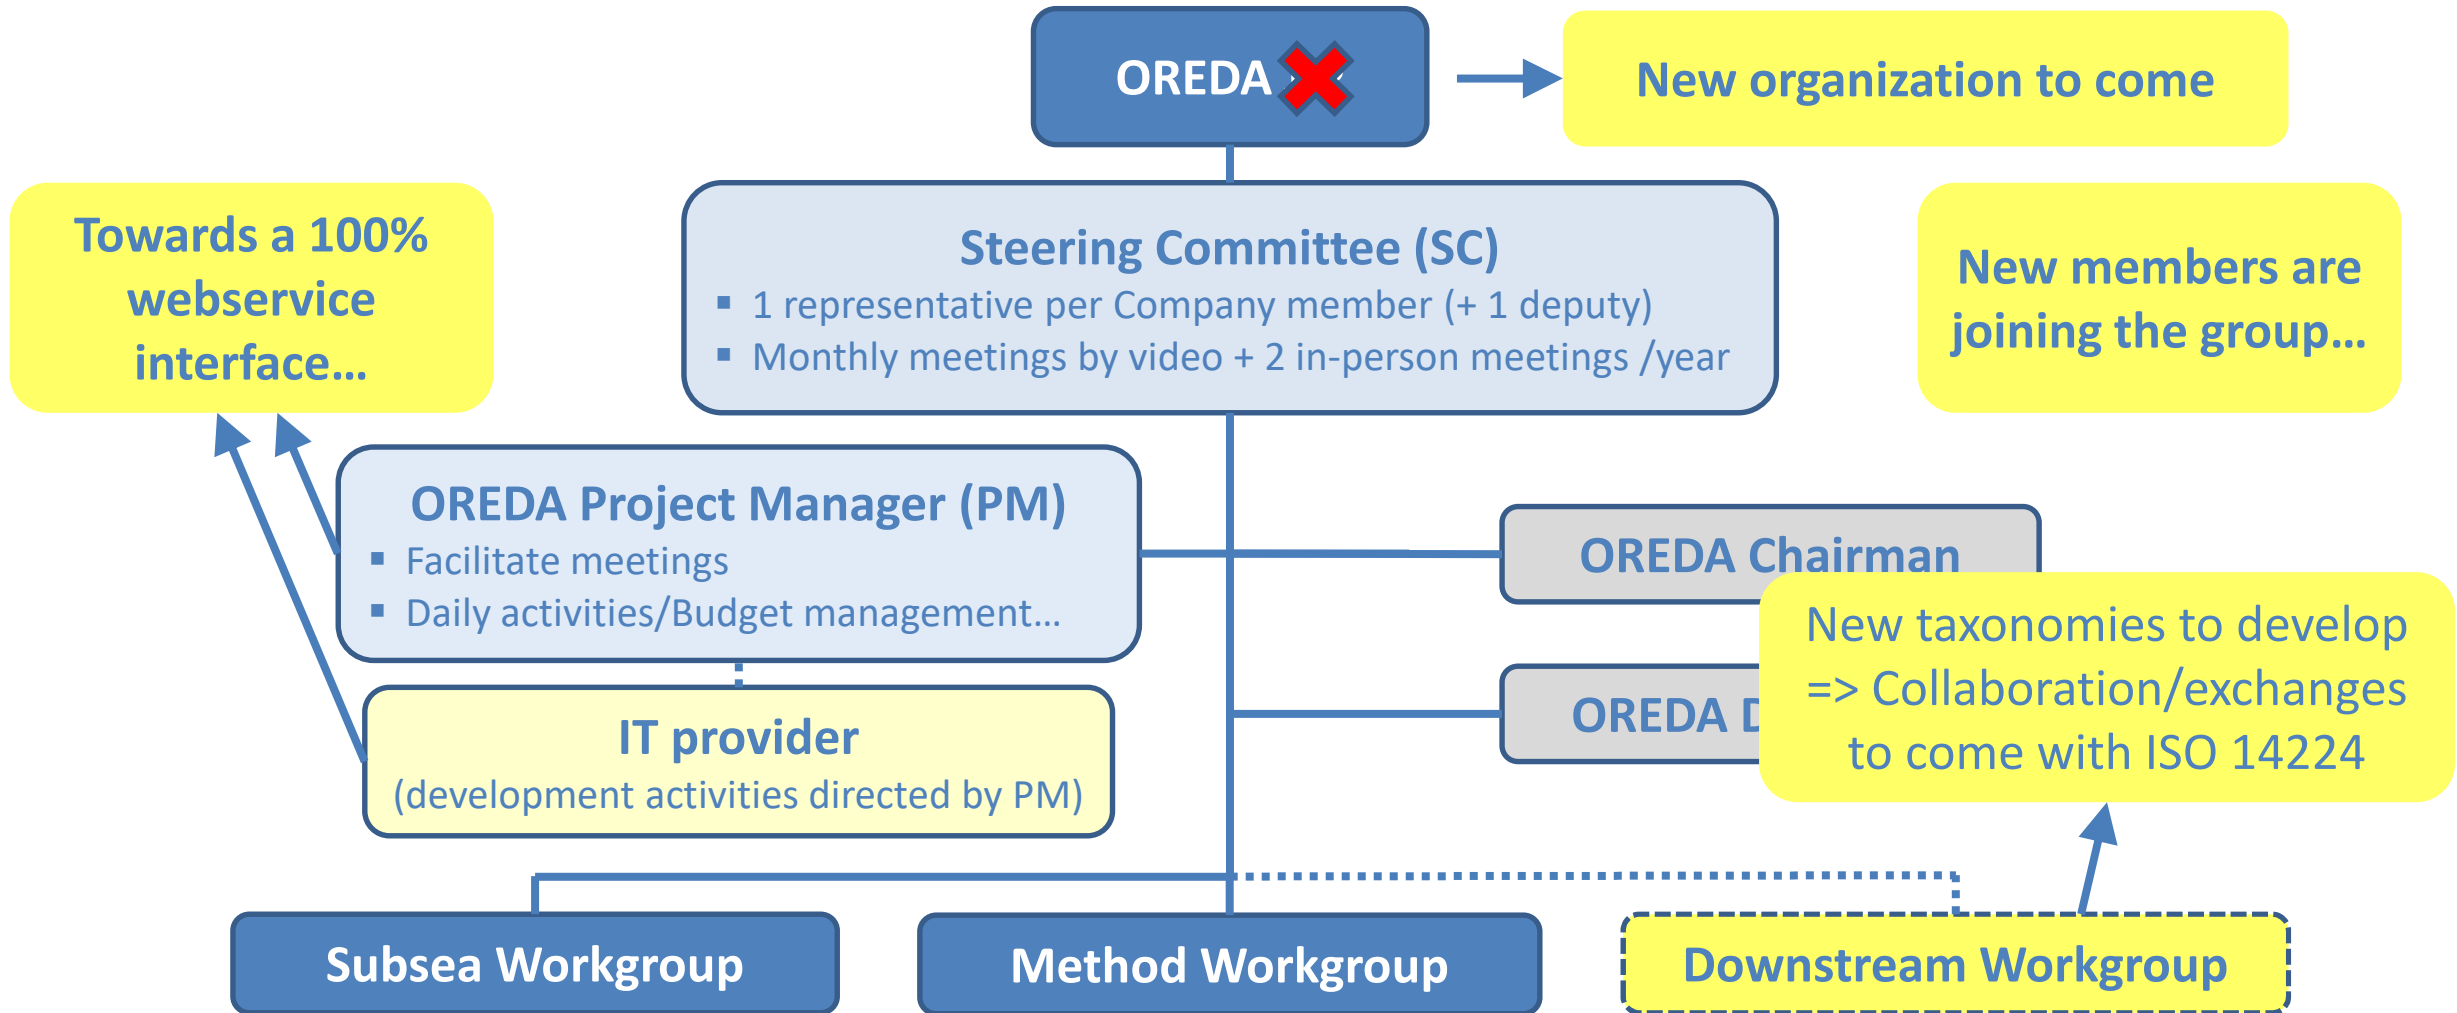 OREDA
New organization to come
Towards a 100%
webservice
interface...
Steering Committee (SC)
▪ 1 representative per Company member (+ 1 deputy)
▪ Monthly meetings by video + 2 in-person meetings /year
New members are
joining the group...
OREDA Project Manager (PM)
▪ Facilitate meetings
▪ Daily activities/Budget management...
OREDA Chairman
New taxonomies to develop
=> Collaboration/exchanges
to come with ISO 14224
OREDA
IT provider
(development activities directed by PM)
Subsea Workgroup
Method Workgroup
Downstream Workgroup